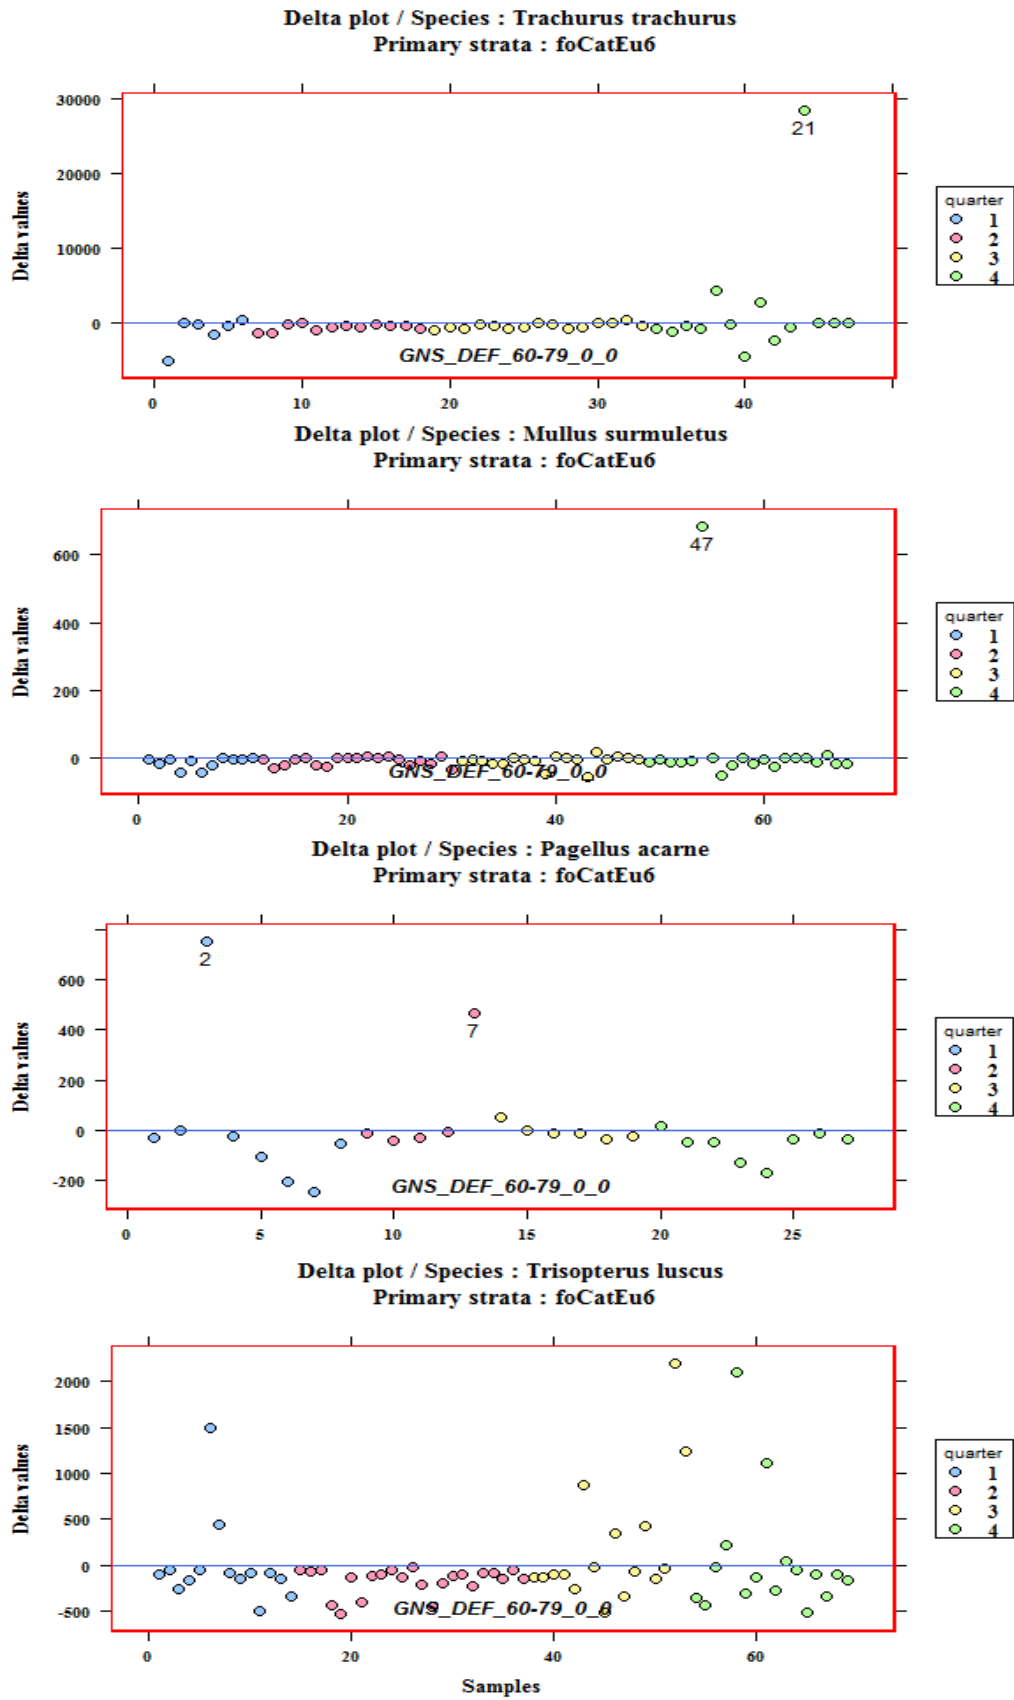 Delta plot / Species : Trachurus trachurus
Primary strata : foCatEu6
30000
20000
10000
0
Delta values
21
GNS_DEF_60-79_0_0
0 10 20 30 40
quarter
1
2
3
4
Delta plot / Species : Mullus surmuletus
Primary strata : foCatEu6
600
400
200
0
Delta values
47
GNS_DEF_60-79_0_0
0 20 40 60
quarter
1
2
3
4
Delta plot / Species : Pagellus acarne
Primary strata : foCatEu6
600
400
200
0
-200
Delta values
2
7
GNS_DEF_60-79_0_0
0 5 10 15 20 25
quarter
1
2
3
4
Delta plot / Species : Trisopterus luscus
Primary strata : foCatEu6
2000
1500
1000
500
0
-500
Delta values
GNS_DEF_60-79_0_0
0 20 40 60
quarter
1
2
3
4
Samples